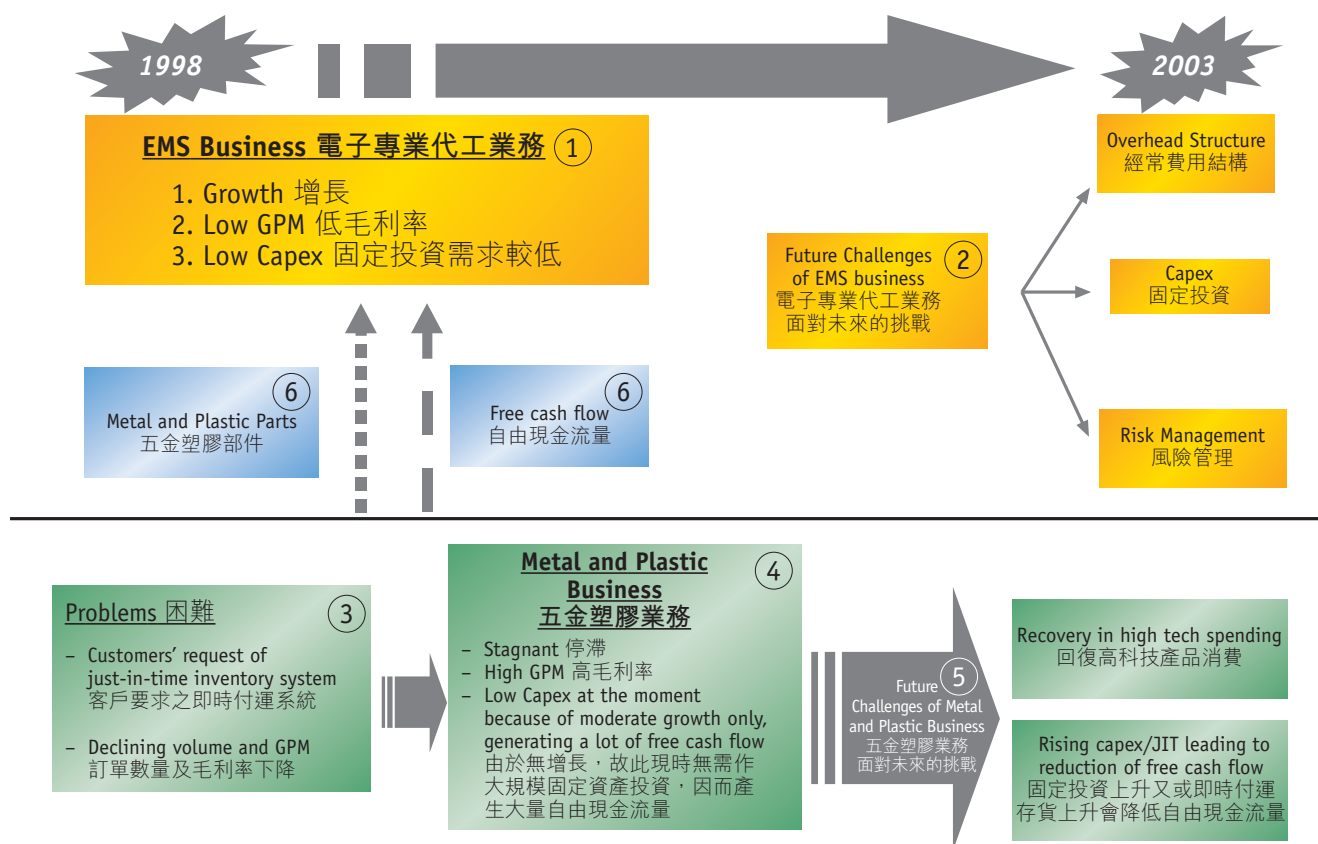 1998
2003
EMS Business 電子專業代工業務 1
1. Growth 增長
2. Low GPM 低毛利率
3. Low Capex 固定投資需求較低
Future Challenges
of EMS business
電子專業代工業務
面對未來的挑戰
2
Overhead Structure
經常費用結構
Capex
固定投資
Risk Management
風險管理
6
Metal and Plastic Parts
五金塑膠部件
6
Free cash flow
自由現金流量
Problems 困難
3
– Customers' request of
just-in-time inventory system
客戶要求之即時付運系統
– Declining volume and GPM
訂單數量及毛利率下降
Metal and Plastic
Business
五金塑膠業務
4
– Stagnant 停滯
– High GPM 高毛利率
– Low Capex at the moment
because of moderate growth only,
generating a lot of free cash flow
由於無增長，故此現時無需作
大規模固定資產投資，因而產
生大量自由現金流量
Future 5
Challenges of Metal
and Plastic Business
五金塑膠業務
面對未來的挑戰
Recovery in high tech spending
回復高科技產品消費
Rising capex/JIT leading to
reduction of free cash flow
固定投資上升又或即時付運
存貨上升會降低自由現金流量